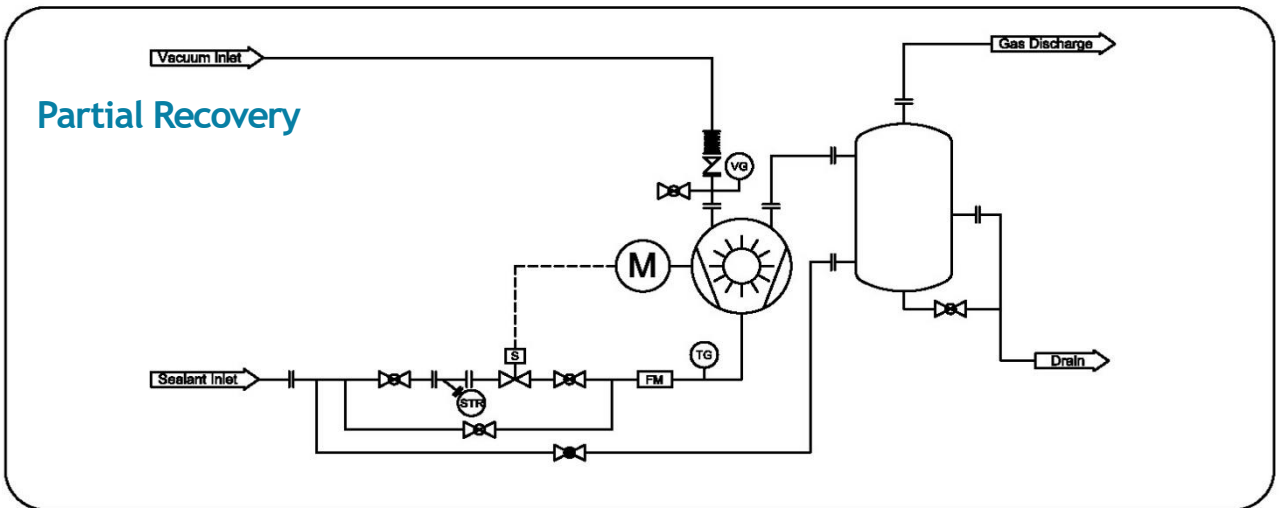 Vacuum Inlet
Gas Discharge
Partial Recovery
VG
M
S
TG
Sealant Inlet
FM
STR
Drain